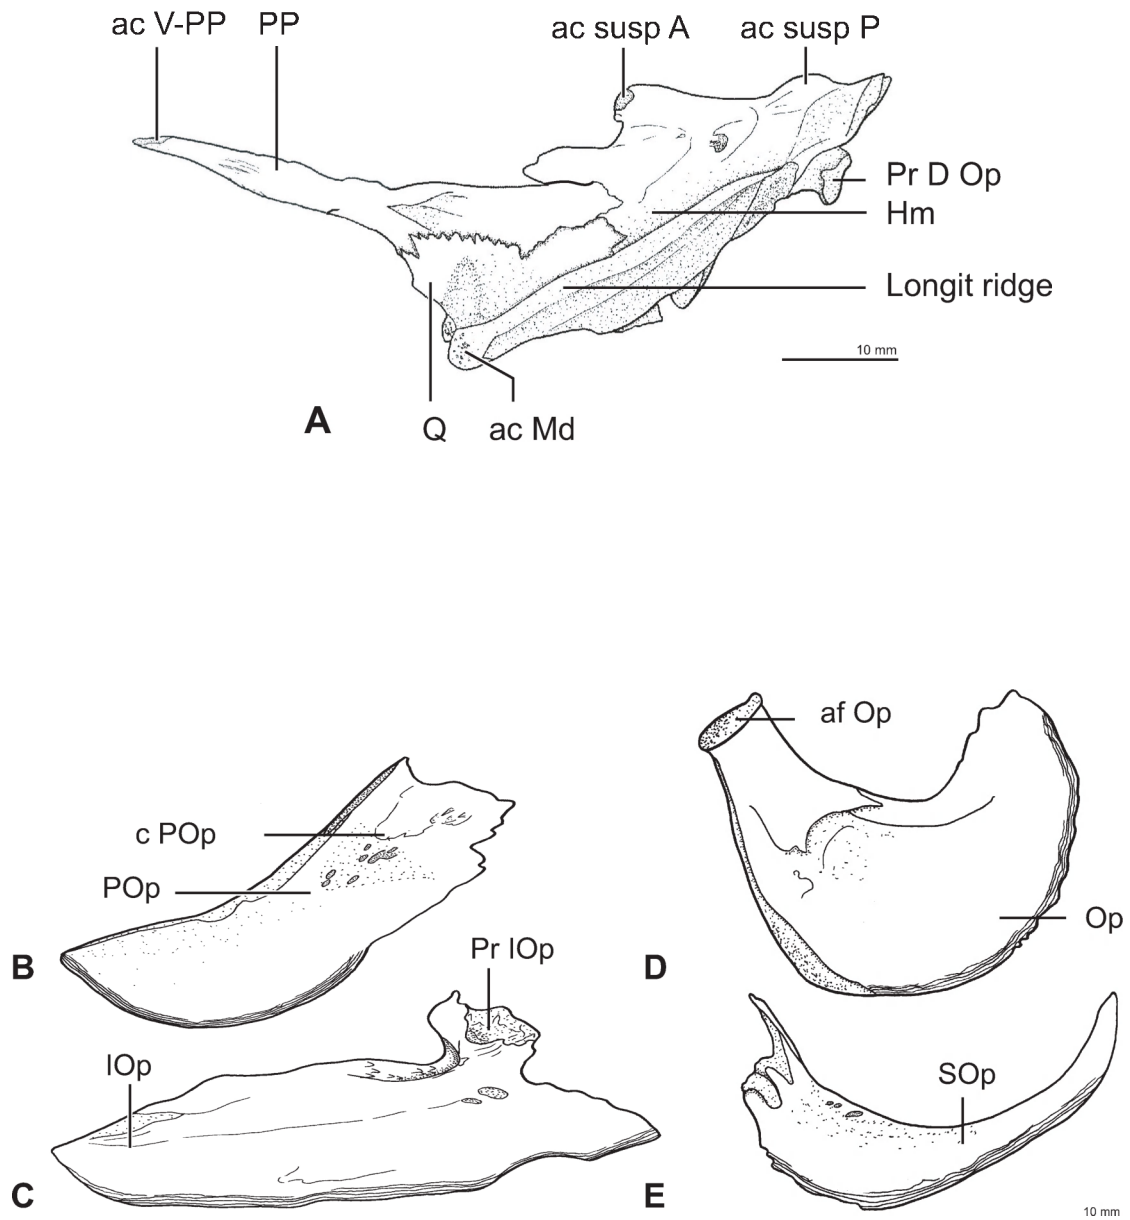 ac V-PP PP ac susp A ac susp P
Pr D Op
Hm
Longit ridge
10 mm
A Q ac Md
af Op
c POp
POp
Op
B Pr IOp D
IOp SOp
C E
10 mm